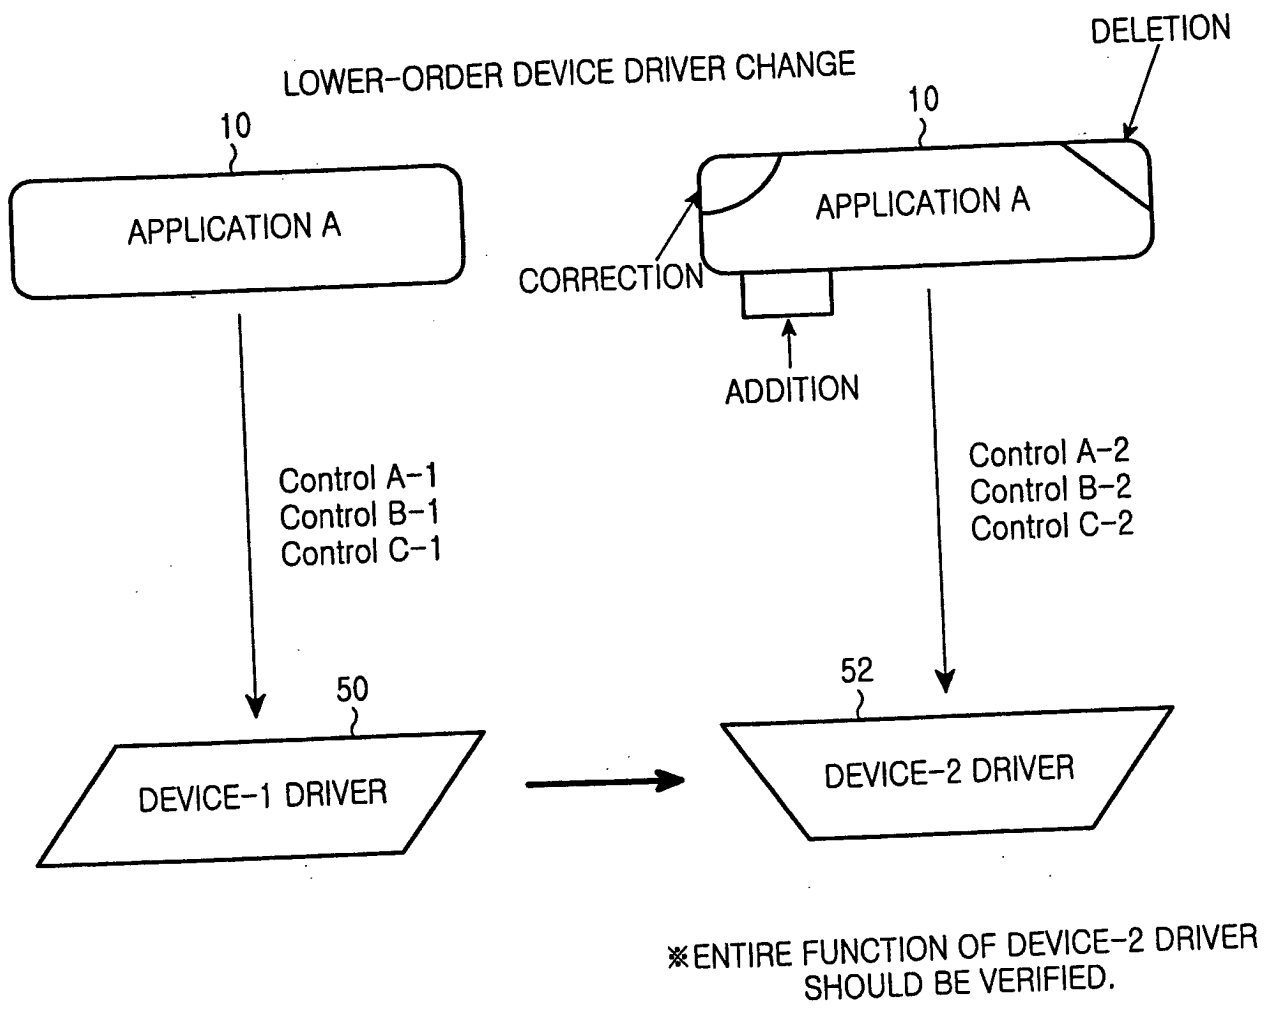 DELETION
LOWER-ORDER DEVICE DRIVER CHANGE
10
10
APPLICATION A
APPLICATION A
CORRECTION
ADDITION
Control A-1
Control B-1
Control C-1
Control A-2
Control B-2
Control C-2
50
52
DEVICE-1 DRIVER
DEVICE-2 DRIVER
※ENTIRE FUNCTION OF DEVICE-2 DRIVER
SHOULD BE VERIFIED.